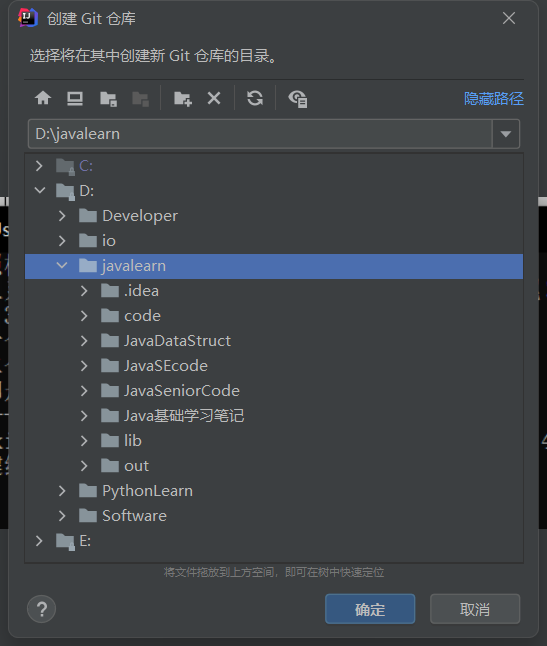 创建 Git 仓库
选择将在其中创建新 Git 仓库的目录。
隐藏路径
D:\javalearn
C:
D:
Developer
io
javalearn
.idea
code
JavaDataStruct
JavaSEcode
JavaSeniorCode
Java基础学习笔记
lib
out
PythonLearn
Software
E:
将文件拖放到上方空间，即可在树中快速定位
?
确定
取消